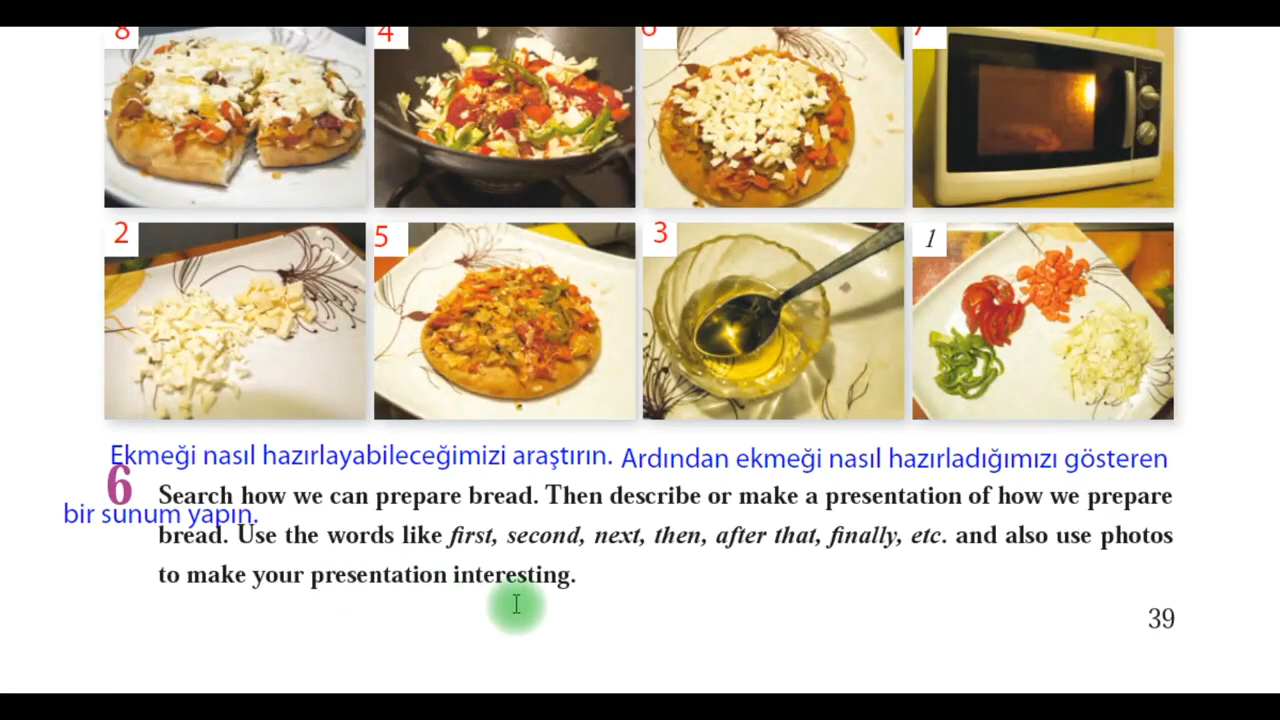 8
4
6
7
2
5
3
1
Ekmeği nasıl hazırlayabileceğimizi araştırın. Ardından ekmeği nasıl hazırladığımızı gösteren
bir sunum yapın.
6
Search how we can prepare bread. Then describe or make a presentation of how we prepare
bread. Use the words like first, second, next, then, after that, finally, etc. and also use photos
to make your presentation interesting.
39